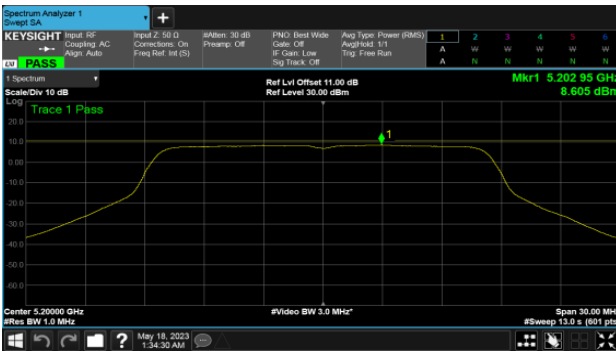 Spectrum Analyzer 1
Swept SA
KEYSIGHT
Input: RF
Coupling: AC
Align: Auto
Input Z: 50 Ω
Corrections: On
Freq Ref: Int (S)
#Atten: 30 dB
Preamp: Off
PNO: Best Wide
Gate: Off
IF Gain: Low
Sig Track: Off
Avg Type: Power (RMS)
Avg|Hold: 1/1
Trig: Free Run
1 2 3 4 5 6
A W W W W W
A N N N N N
LXI PASS
1 Spectrum
Scale/Div 10 dB
Ref Lvl Offset 11.00 dB
Ref Level 30.00 dBm
Mkr1 5.202 95 GHz
8.605 dBm
Log
Trace 1 Pass
1
20.0
10.0
0.00
-10.0
-20.0
-30.0
-40.0
-50.0
-60.0
Center 5.20000 GHz
#Res BW 1.0 MHz
#Video BW 3.0 MHz*
Span 30.00 MHz
#Sweep 13.0 s (601 pts)
?
May 18, 2023
1:34:30 AM